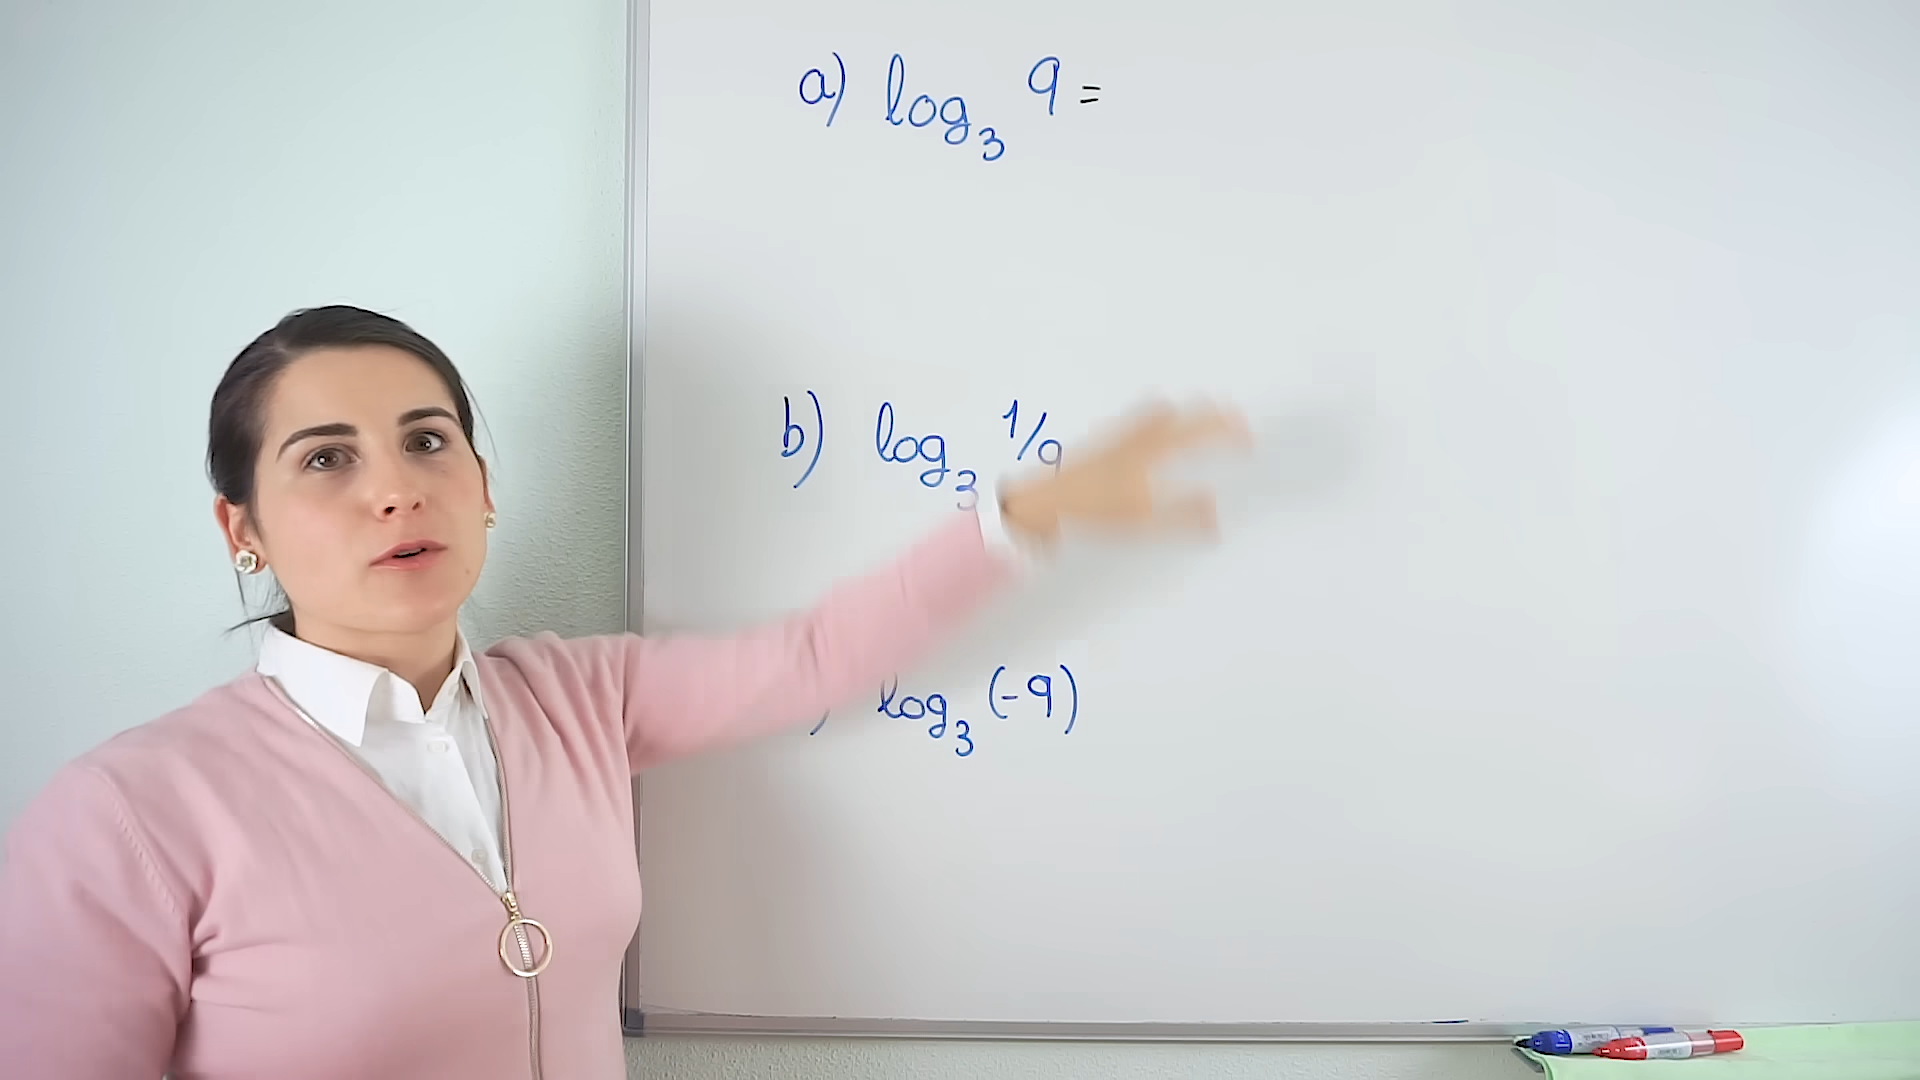 a) log₃ 9 =
b) log₃ 1/9
) log₃ (-9)